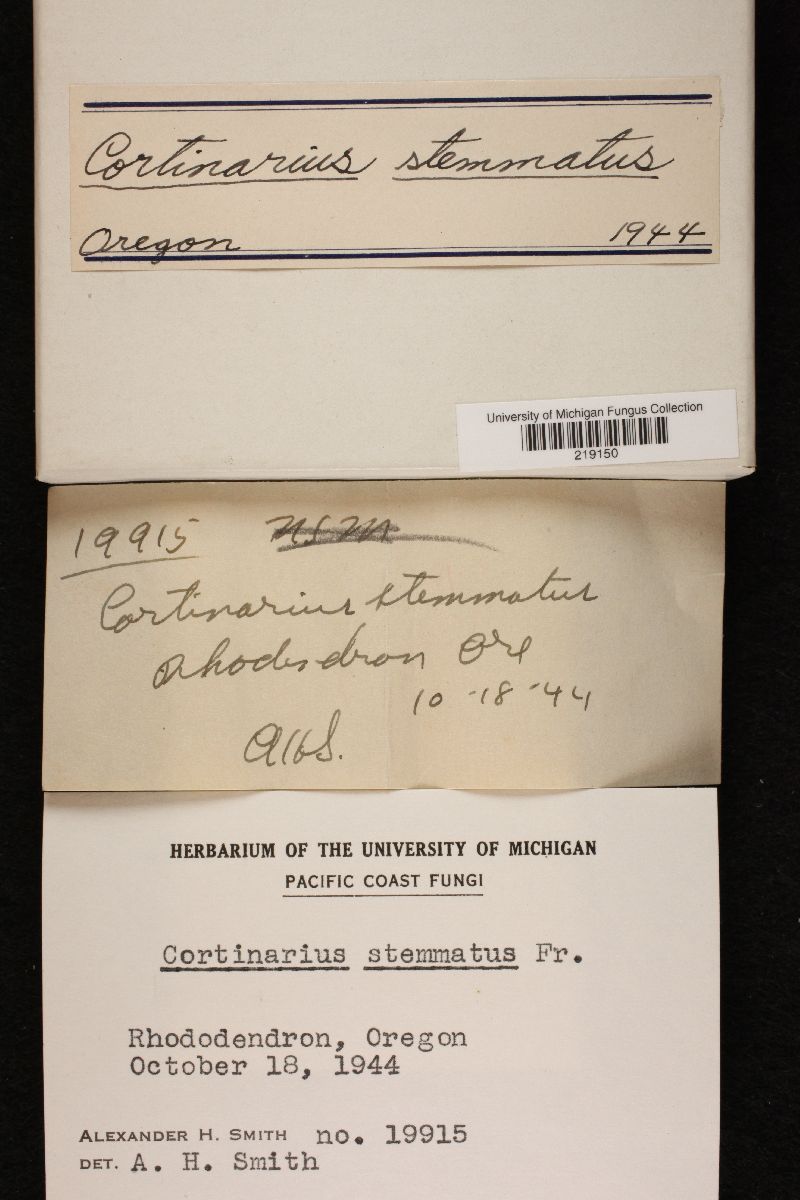 Cortinarius stemmatus
Oregon 1944
University of Michigan Fungus Collection
219150
19915
Cortinarius stemmatus
Rhododendron Ore
10-18-44
AHS.
HERBARIUM OF THE UNIVERSITY OF MICHIGAN
PACIFIC COAST FUNGI
Cortinarius stemmatus Fr.
Rhododendron, Oregon
October 18, 1944
ALEXANDER H. SMITH no. 19915
DET. A. H. Smith